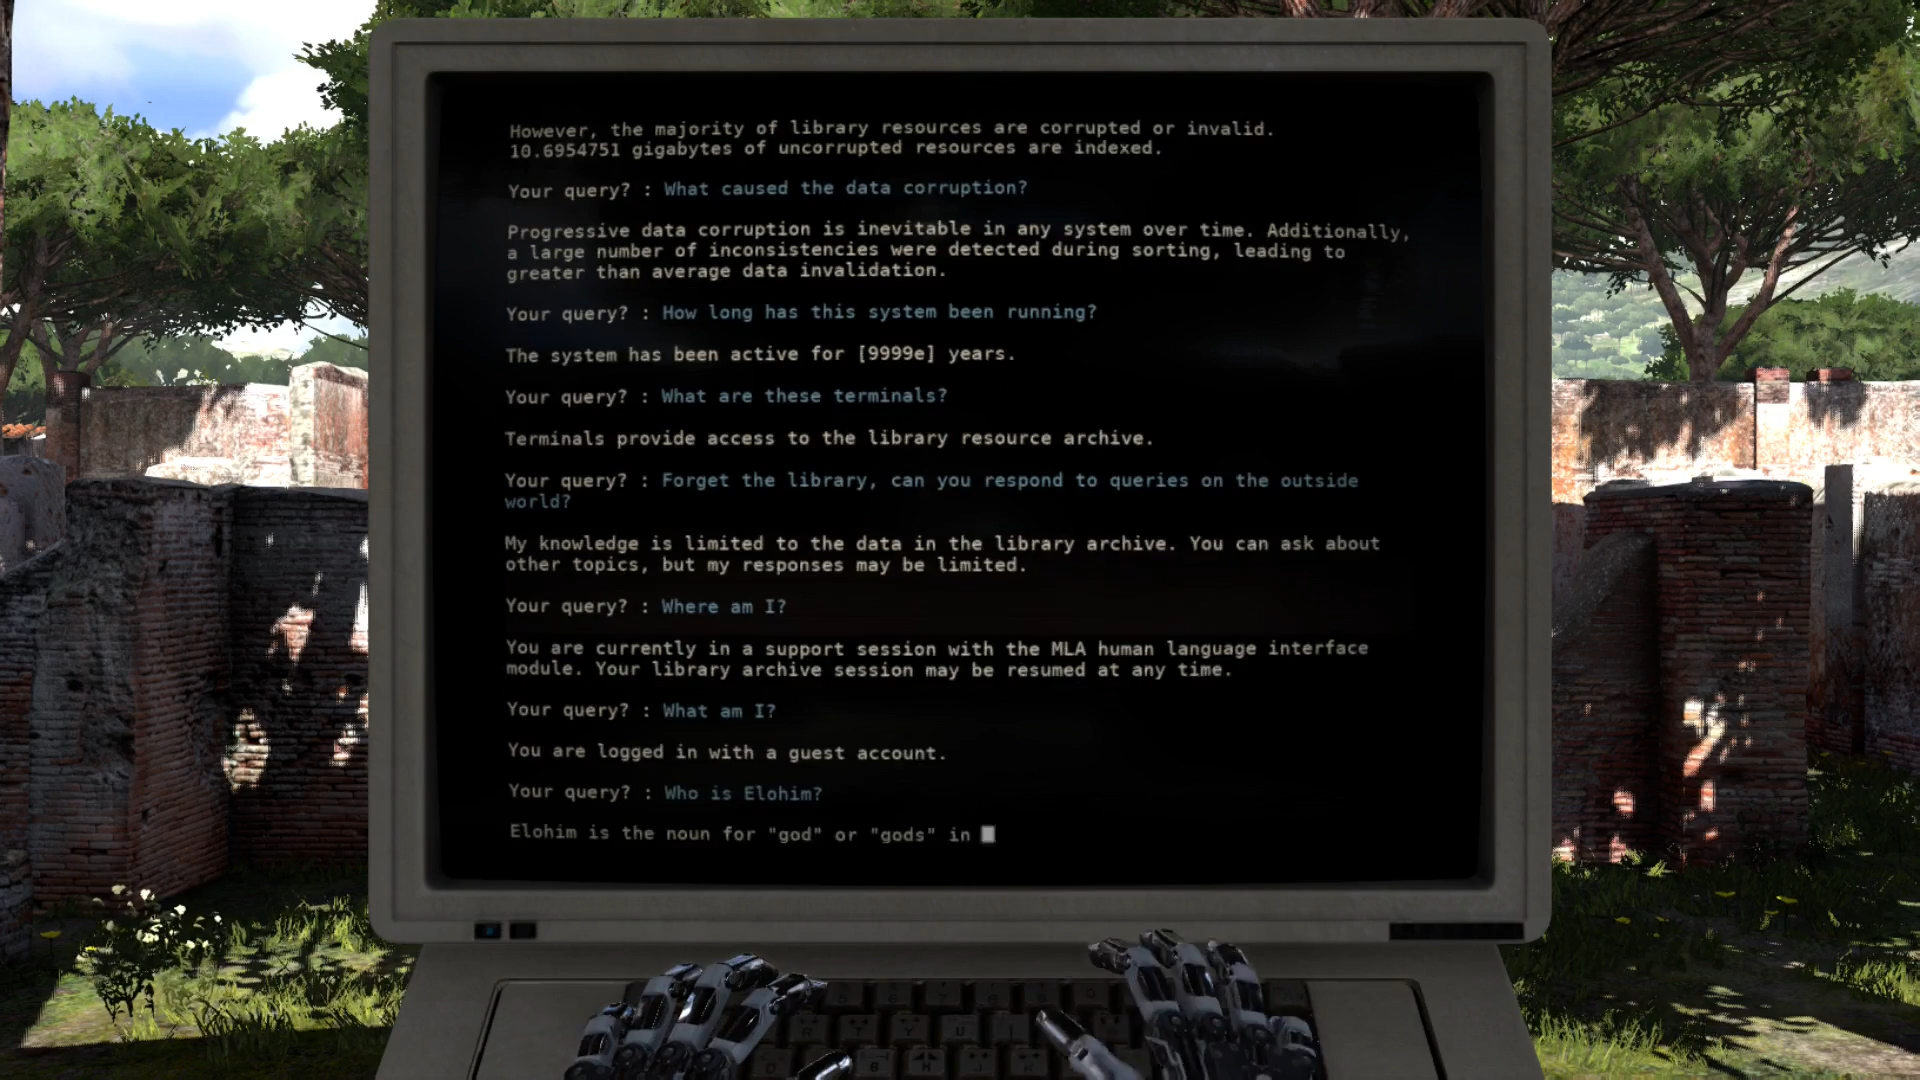 However, the majority of library resources are corrupted or invalid.
10.6954751 gigabytes of uncorrupted resources are indexed.
Your query? : What caused the data corruption?
Progressive data corruption is inevitable in any system over time. Additionally,
a large number of inconsistencies were detected during sorting, leading to
greater than average data invalidation.
Your query? : How long has this system been running?
The system has been active for [9999e] years.
Your query? : What are these terminals?
Terminals provide access to the library resource archive.
Your query? : Forget the library, can you respond to queries on the outside
world?
My knowledge is limited to the data in the library archive. You can ask about
other topics, but my responses may be limited.
Your query? : Where am I?
You are currently in a support session with the MLA human language interface
module. Your library archive session may be resumed at any time.
Your query? : What am I?
You are logged in with a guest account.
Your query? : Who is Elohim?
Elohim is the noun for "god" or "gods" in
R T Y U I